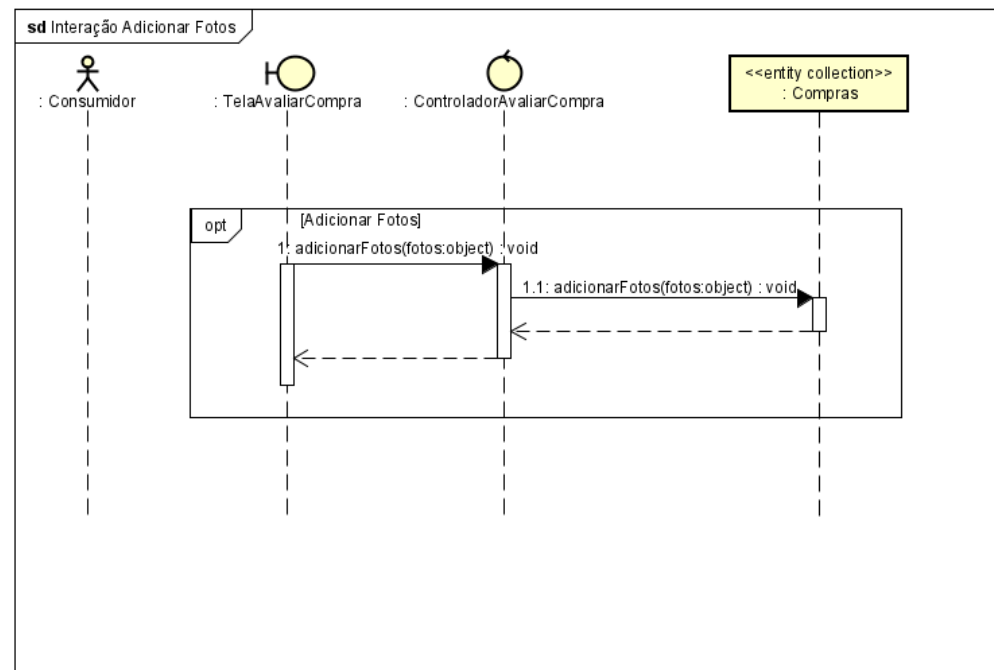 sd Interação Adicionar Fotos
: Consumidor
: TelaAvaliarCompra
: ControladorAvaliarCompra
<<entity collection>>
: Compras
opt
[Adicionar Fotos]
1: adicionarFotos(fotos:object) : void
1.1: adicionarFotos(fotos:object) : void